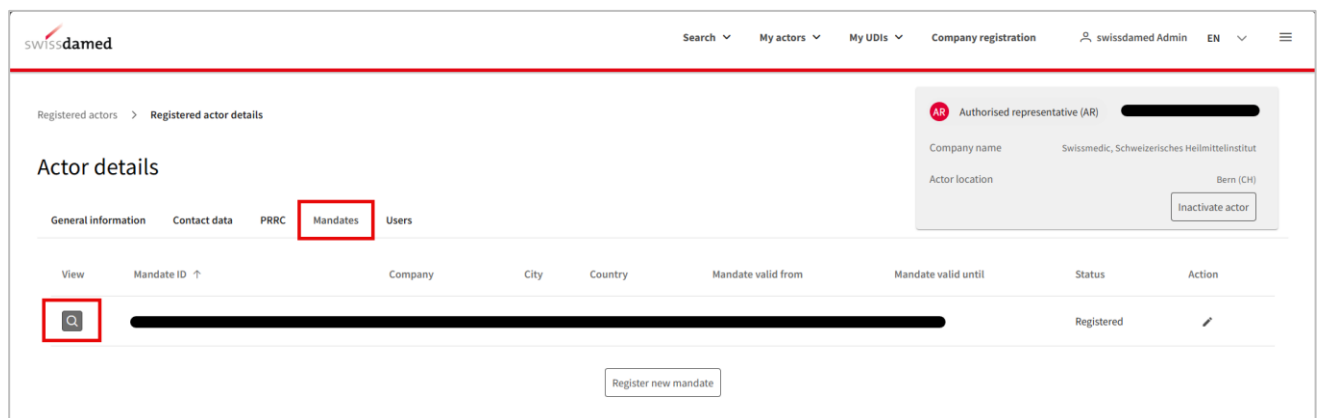 swissdamed
Search My actors My UDIs Company registration swissdamed Admin EN
Registered actors > Registered actor details
AR Authorised representative (AR)
Company name Swissmedic, Schweizerisches Heilmittelinstitut
Actor location Bern (CH)
Inactivate actor
Actor details
General information Contact data PRRC Mandates Users
View Mandate ID ↑ Company City Country Mandate valid from Mandate valid until Status Action
Registered
Register new mandate